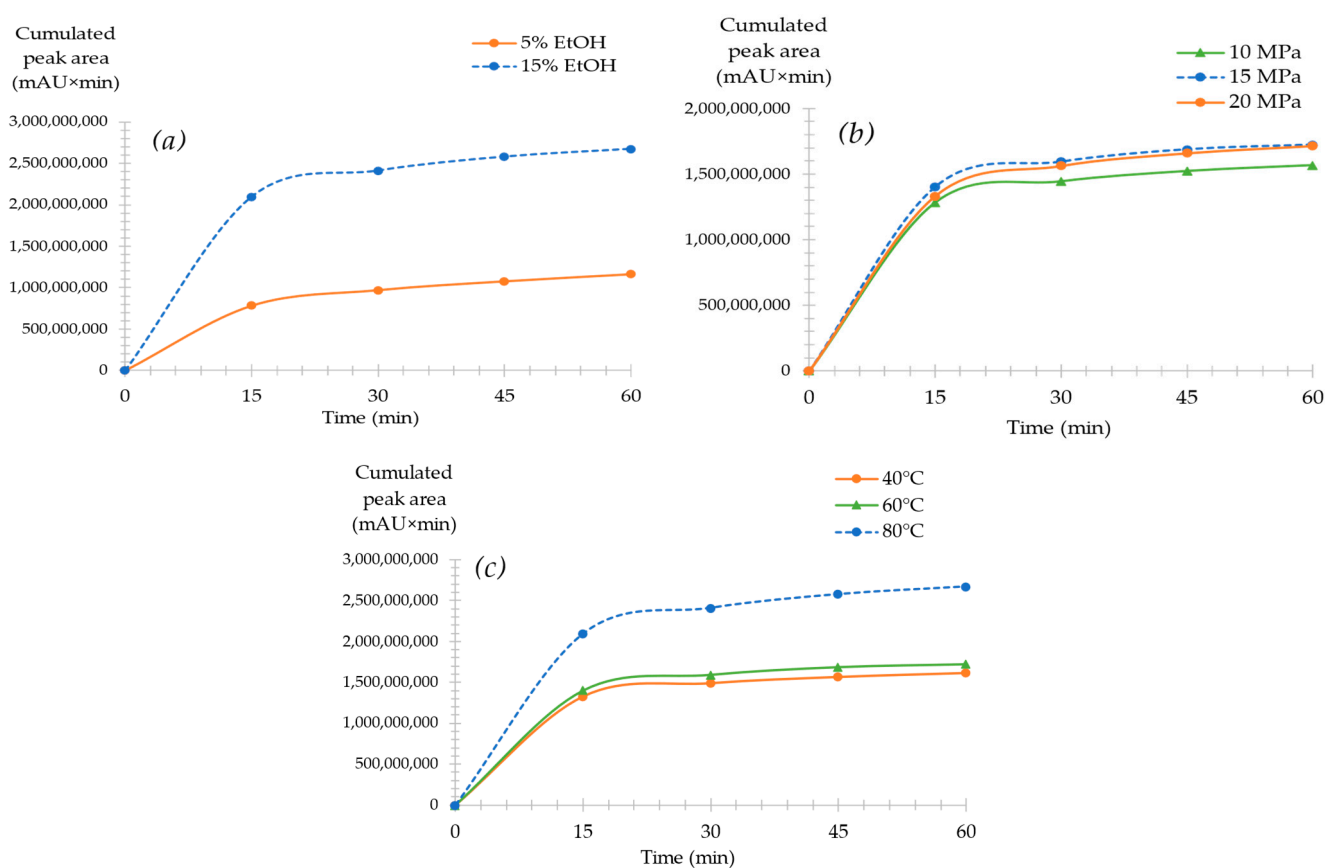 Cumulated
peak area
(mAU×min)
5% EtOH
15% EtOH
(a)
3,000,000,000
2,500,000,000
2,000,000,000
1,500,000,000
1,000,000,000
500,000,000
0
0 15 30 45 60
Time (min)
Cumulated
peak area
(mAU×min)
10 MPa
15 MPa
20 MPa
(b)
2,000,000,000
1,500,000,000
1,000,000,000
500,000,000
0
0 15 30 45 60
Time (min)
Cumulated
peak area
(mAU×min)
40°C
60°C
80°C
(c)
3,000,000,000
2,500,000,000
2,000,000,000
1,500,000,000
1,000,000,000
500,000,000
0
0 15 30 45 60
Time (min)